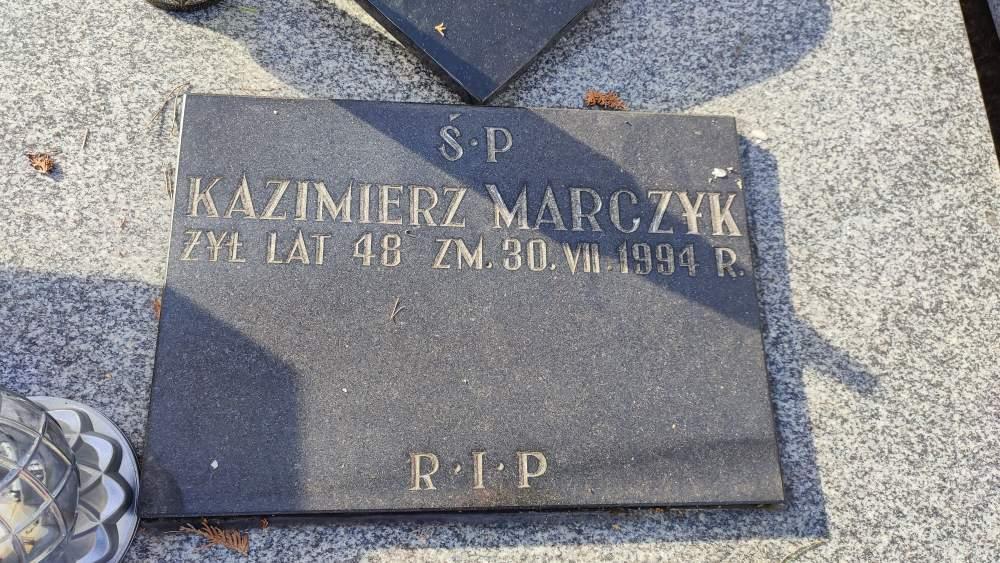 Ś·P
KAZIMIERZ MARCZYK
ŻYŁ LAT 48 ZM. 30.VII.1994 R.
R·I·P